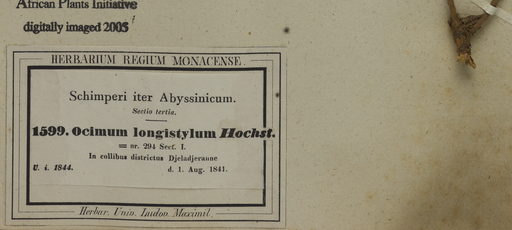 African Plants Initiative
digitally imaged 2005
HERBARIUM REGIUM MONACENSE.
Schimperi iter Abyssinicum.
Sectio tertia.
1599. Ocimum longistylum Hochst.
= nr. 294 Sect. I.
In collibus districtus Djeladjeranne
U. i. 1844. d. 1. Aug. 1841.
Herbar. Univ. Ludov. Maximil.